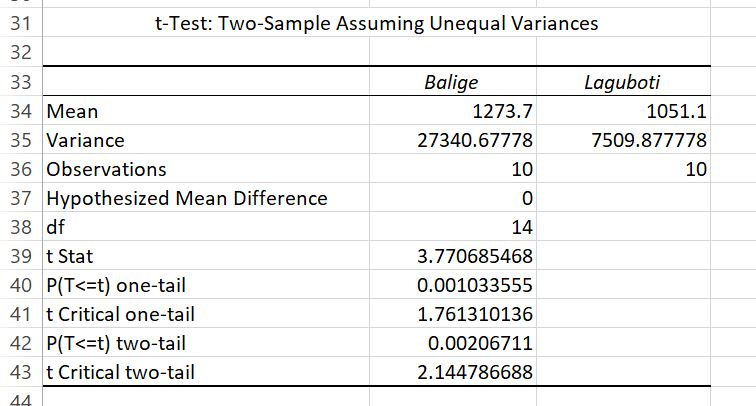 31 t-Test: Two-Sample Assuming Unequal Variances
32
33 Balige Laguboti
34 Mean 1273.7 1051.1
35 Variance 27340.67778 7509.877778
36 Observations 10 10
37 Hypothesized Mean Difference 0
38 df 14
39 t Stat 3.770685468
40 P(T<=t) one-tail 0.001033555
41 t Critical one-tail 1.761310136
42 P(T<=t) two-tail 0.00206711
43 t Critical two-tail 2.144786688
44